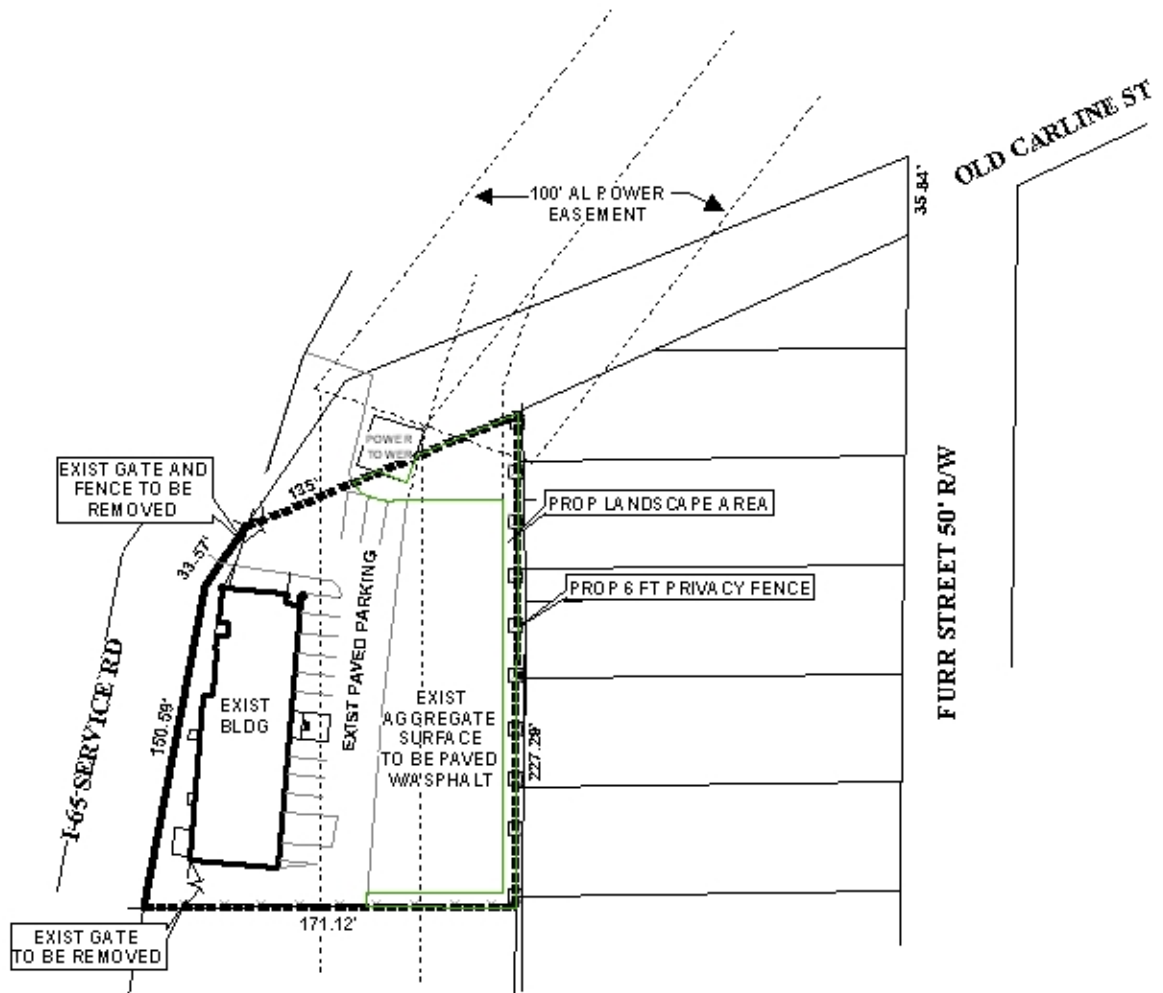 OLD CARLINE ST
35.84'
100' AL POWER
EASEMENT
POWER
TOWER
EXIST GATE AND
FENCE TO BE
REMOVED
135'
PROP LANDSCAPE AREA
33.57'
PROP 6 FT PRIVACY FENCE
EXIST PAVED PARKING
FURR STREET 50' R/W
I-65 SERVICE RD
150.59'
EXIST
BLDG
EXIST
AGGREGATE
SURFACE
TO BE PAVED
W/ASPHALT
227.29'
171.12'
EXIST GATE
TO BE REMOVED